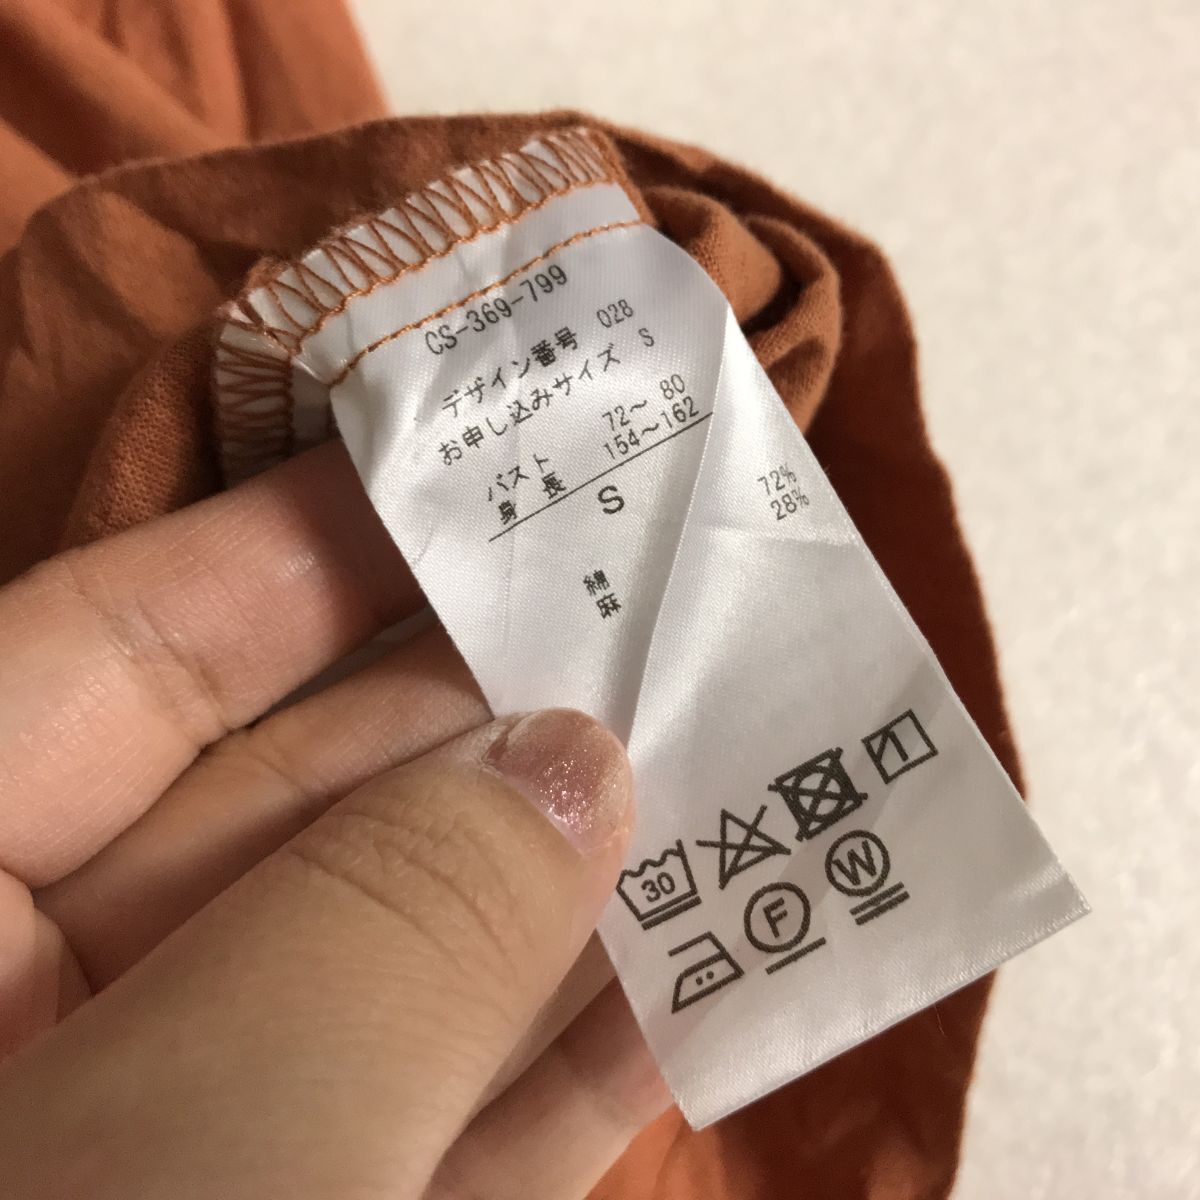 CS-369-799
デザイン番号 028
お申し込みサイズ S
バスト 72～ 80
身 長 154～162
S
綿 72%
麻 28%
30
F
W